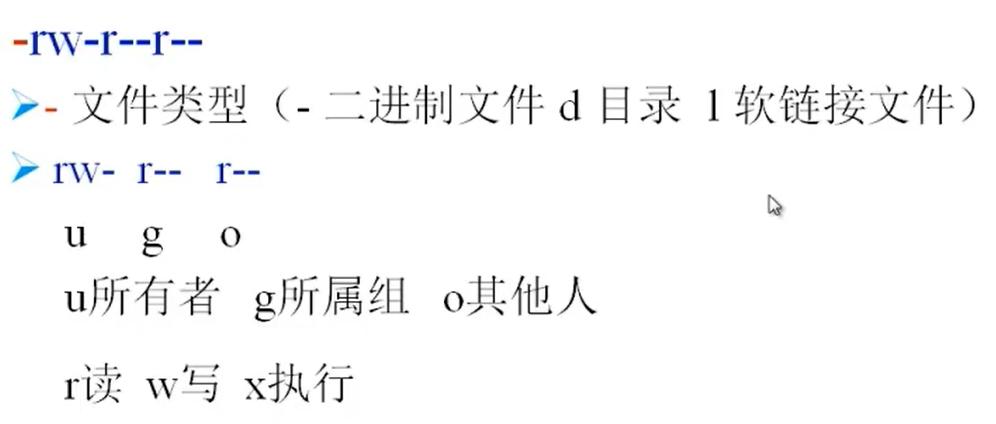 -rw-r--r--
- 文件类型（- 二进制文件 d 目录 l 软链接文件）
rw- r-- r--
u g o
u所有者 g所属组 o其他人
r读 w写 x执行